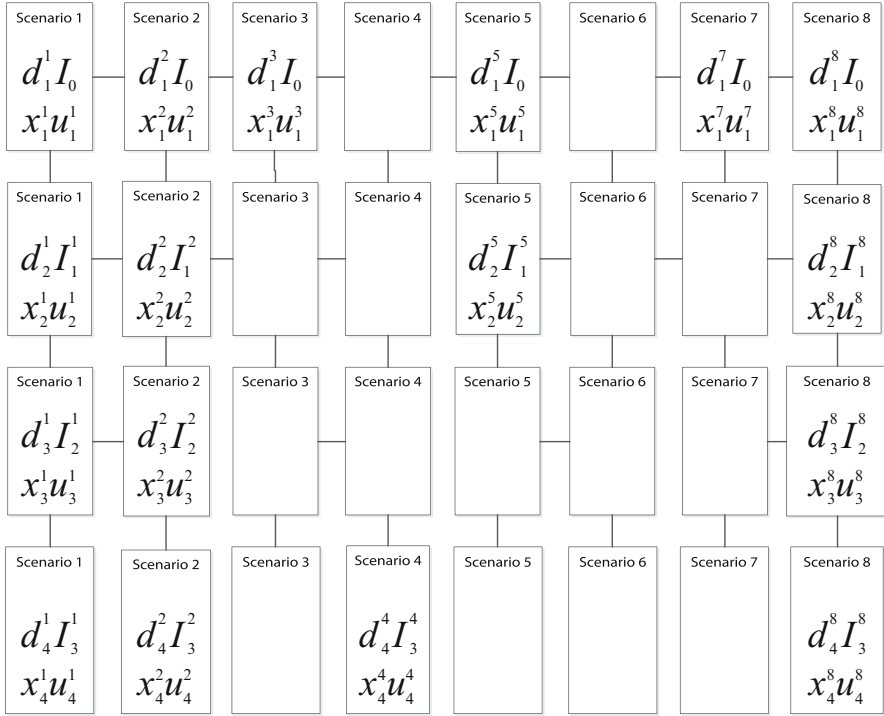 Scenario 1 Scenario 2 Scenario 3 Scenario 4 Scenario 5 Scenario 6 Scenario 7 Scenario 8
d_1^1 I_0 d_1^2 I_0 d_1^3 I_0 d_1^5 I_0 d_1^7 I_0 d_1^8 I_0
x_1^1 u_1^1 x_1^2 u_1^2 x_1^3 u_1^3 x_1^5 u_1^5 x_1^7 u_1^7 x_1^8 u_1^8
Scenario 1 Scenario 2 Scenario 3 Scenario 4 Scenario 5 Scenario 6 Scenario 7 Scenario 8
d_2^1 I_1^1 d_2^2 I_1^2 d_2^5 I_1^5 d_2^8 I_1^8
x_2^1 u_2^1 x_2^2 u_2^2 x_2^5 u_2^5 x_2^8 u_2^8
Scenario 1 Scenario 2 Scenario 3 Scenario 4 Scenario 5 Scenario 6 Scenario 7 Scenario 8
d_3^1 I_2^1 d_3^2 I_2^2 d_3^8 I_2^8
x_3^1 u_3^1 x_3^2 u_3^2 x_3^8 u_3^8
Scenario 1 Scenario 2 Scenario 3 Scenario 4 Scenario 5 Scenario 6 Scenario 7 Scenario 8
d_4^1 I_3^1 d_4^2 I_3^2 d_4^4 I_3^4 d_4^8 I_3^8
x_4^1 u_4^1 x_4^2 u_4^2 x_4^4 u_4^4 x_4^8 u_4^8